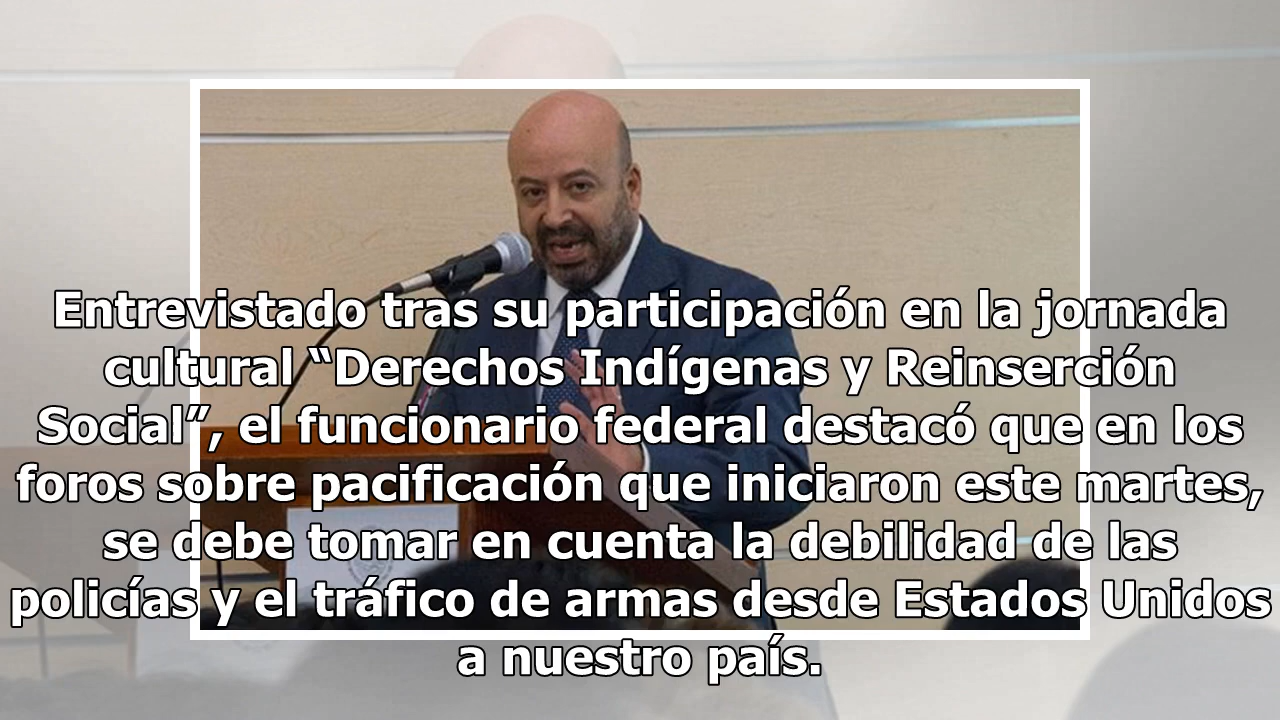 Entrevistado tras su participación en la jornada
cultural “Derechos Indígenas y Reinserción
Social”, el funcionario federal destacó que en los
foros sobre pacificación que iniciaron este martes,
se debe tomar en cuenta la debilidad de las
policías y el tráfico de armas desde Estados Unidos
a nuestro país.